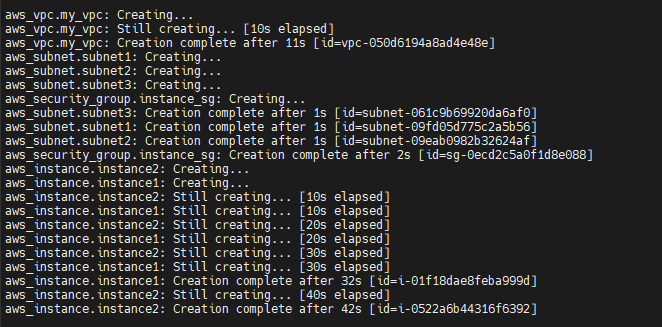 aws_vpc.my_vpc: Creating...
aws_vpc.my_vpc: Still creating... [10s elapsed]
aws_vpc.my_vpc: Creation complete after 11s [id=vpc-050d6194a8ad4e48e]
aws_subnet.subnet1: Creating...
aws_subnet.subnet2: Creating...
aws_subnet.subnet3: Creating...
aws_security_group.instance_sg: Creating...
aws_subnet.subnet3: Creation complete after 1s [id=subnet-061c9b69920da6af0]
aws_subnet.subnet1: Creation complete after 1s [id=subnet-09fd05d775c2a5b56]
aws_subnet.subnet2: Creation complete after 1s [id=subnet-09eab0982b32624af]
aws_security_group.instance_sg: Creation complete after 2s [id=sg-0ecd2c5a0f1d8e088]
aws_instance.instance2: Creating...
aws_instance.instance1: Creating...
aws_instance.instance2: Still creating... [10s elapsed]
aws_instance.instance1: Still creating... [10s elapsed]
aws_instance.instance2: Still creating... [20s elapsed]
aws_instance.instance1: Still creating... [20s elapsed]
aws_instance.instance2: Still creating... [30s elapsed]
aws_instance.instance1: Still creating... [30s elapsed]
aws_instance.instance1: Creation complete after 32s [id=i-01f18dae8feba999d]
aws_instance.instance2: Still creating... [40s elapsed]
aws_instance.instance2: Creation complete after 42s [id=i-0522a6b44316f6392]